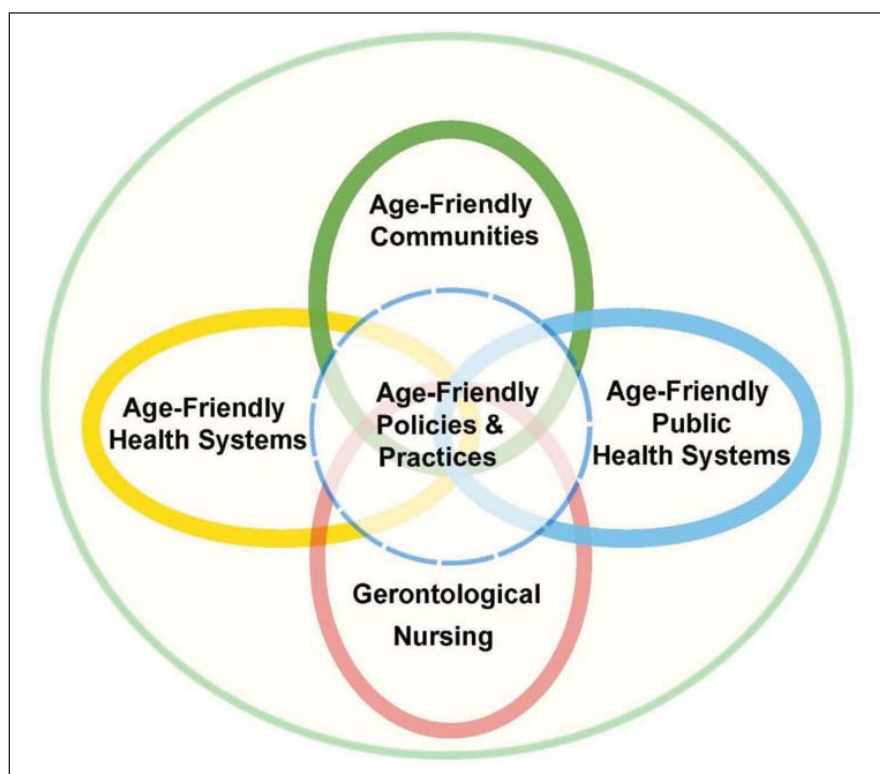 Age-Friendly
Communities
Age-Friendly
Health Systems
Age-Friendly
Policies &
Practices
Age-Friendly
Public
Health Systems
Gerontological
Nursing